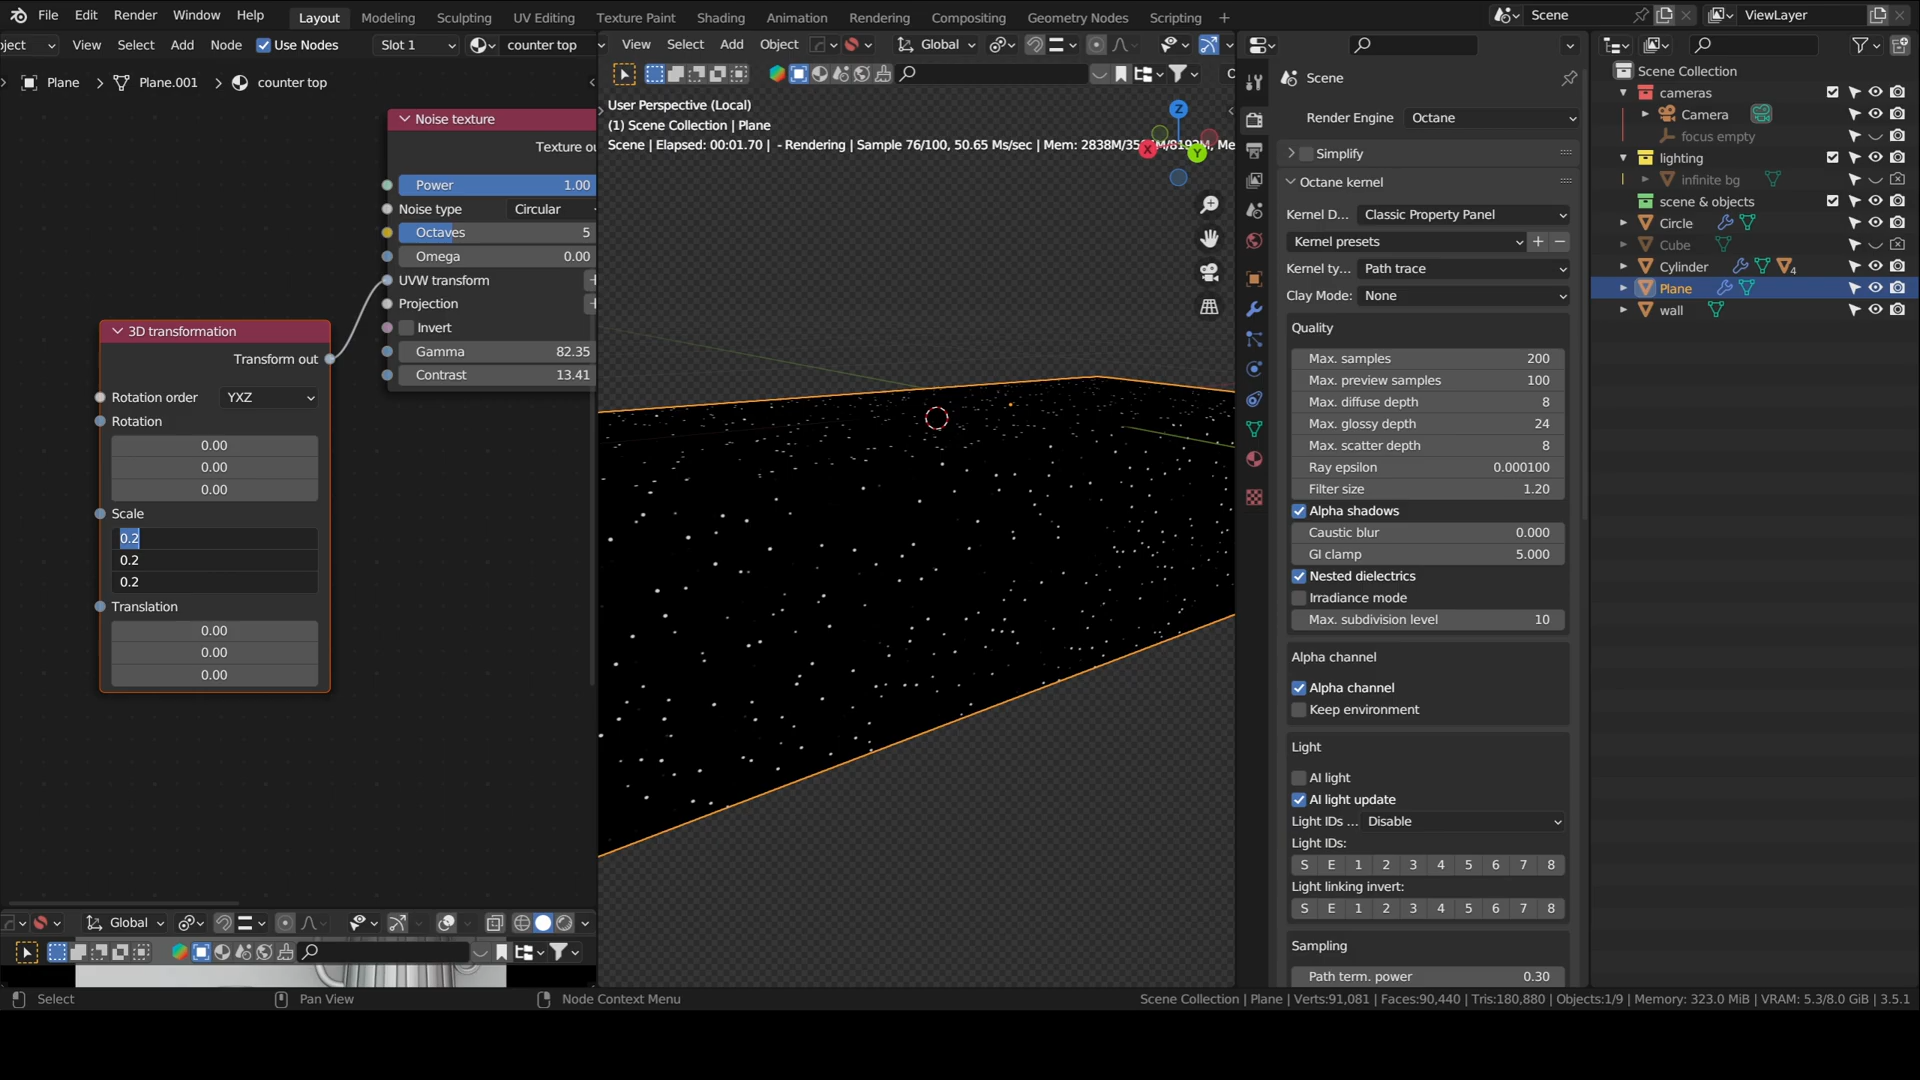 File Edit Render Window Help Layout Modeling Sculpting UV Editing Texture Paint Shading Animation Rendering Compositing Geometry Nodes Scripting + Scene ViewLayer
ject View Select Add Node Use Nodes Slot 1 counter top
View Select Add Object Global
Plane > Plane.001 > counter top
Noise texture
Texture ou
Power 1.00
Noise type Circular
Octaves 5
Omega 0.00
UVW transform
Projection
Invert
Gamma 82.35
Contrast 13.41
3D transformation
Transform out
Rotation order YXZ
Rotation
0.00
0.00
0.00
Scale
0.2
0.2
0.2
Translation
0.00
0.00
0.00
Global
User Perspective (Local)
(1) Scene Collection | Plane
Scene | Elapsed: 00:01.70 | - Rendering | Sample 76/100, 50.65 Ms/sec | Mem: 2838M/35 M/8192M, Me
Z
X
Y
Scene
Render Engine Octane
Simplify
Octane kernel
Kernel D... Classic Property Panel
Kernel presets
Kernel ty... Path trace
Clay Mode: None
Quality
Max. samples 200
Max. preview samples 100
Max. diffuse depth 8
Max. glossy depth 24
Max. scatter depth 8
Ray epsilon 0.000100
Filter size 1.20
Alpha shadows
Caustic blur 0.000
GI clamp 5.000
Nested dielectrics
Irradiance mode
Max. subdivision level 10
Alpha channel
Alpha channel
Keep environment
Light
AI light
AI light update
Light IDs ... Disable
Light IDs:
S E 1 2 3 4 5 6 7 8
Light linking invert:
S E 1 2 3 4 5 6 7 8
Sampling
Path term. power 0.30
Scene Collection
cameras
Camera
focus empty
lighting
infinite bg
scene & objects
Circle
Cube
Cylinder 4
Plane
wall
Select Pan View Node Context Menu Scene Collection | Plane | Verts:91,081 | Faces:90,440 | Tris:180,880 | Objects:1/9 | Memory: 323.0 MiB | VRAM: 5.3/8.0 GiB | 3.5.1